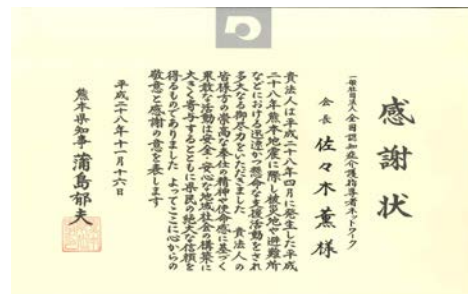 感謝状
一般社団法人全国認知症介護指導者ネットワーク
会長 佐々木薫様
貴法人は平成二十八年四月に発生した平成
二十八年熊本地震に際し被災地や避難所
などにおける迅速かつ懸命な支援活動をされ
多大なる御尽力をいただきました 貴法人の
皆様方の崇高な奉仕の精神や使命感に基づく
果敢な活動は安全・安心な地域社会の構築に
大きく寄与するとともに県民の絶大な信頼を
得るものでありました よってここに心からの
敬意と感謝の意を表します
平成二十八年十一月十六日
熊本県知事 蒲島郁夫